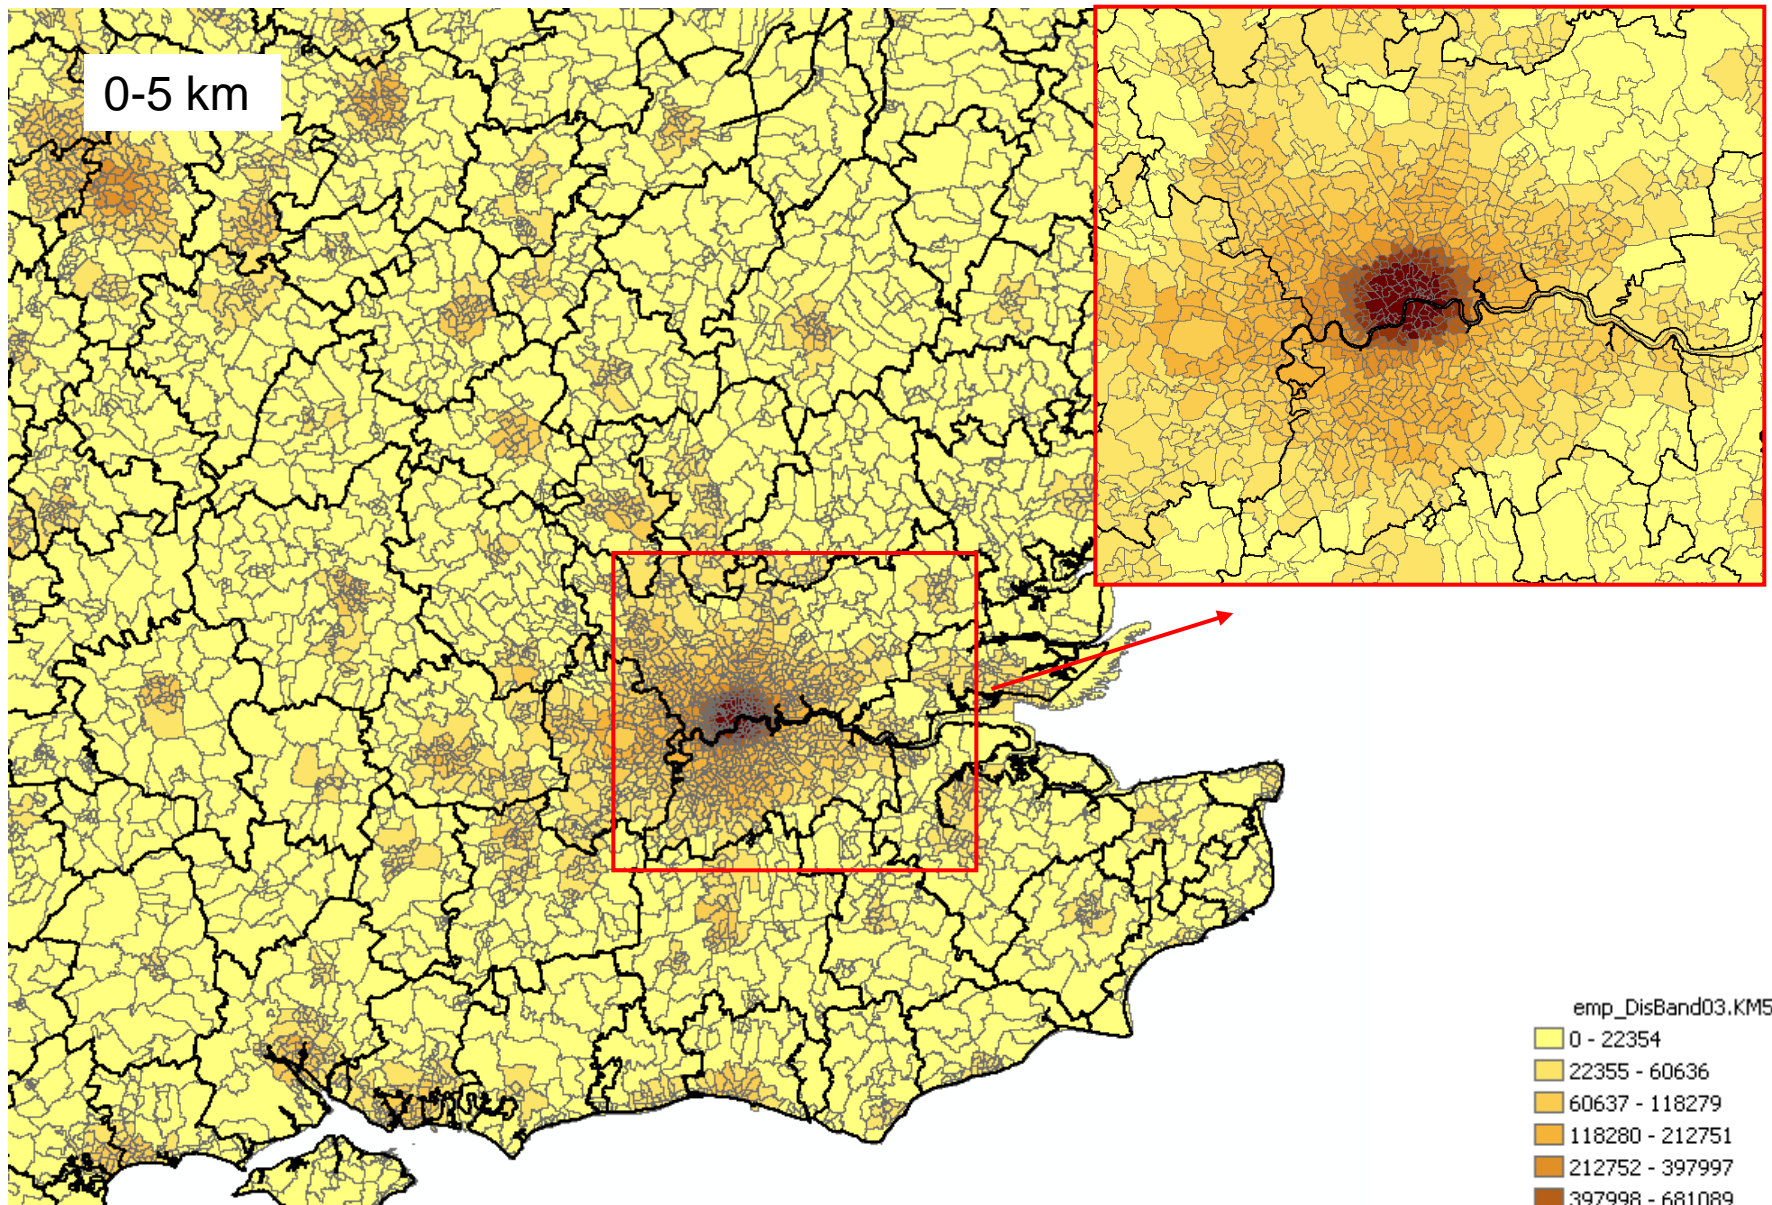 0-5 km
emp_DisBand03.KM5
0 - 22354
22355 - 60636
60637 - 118279
118280 - 212751
212752 - 397997
397998 - 681089